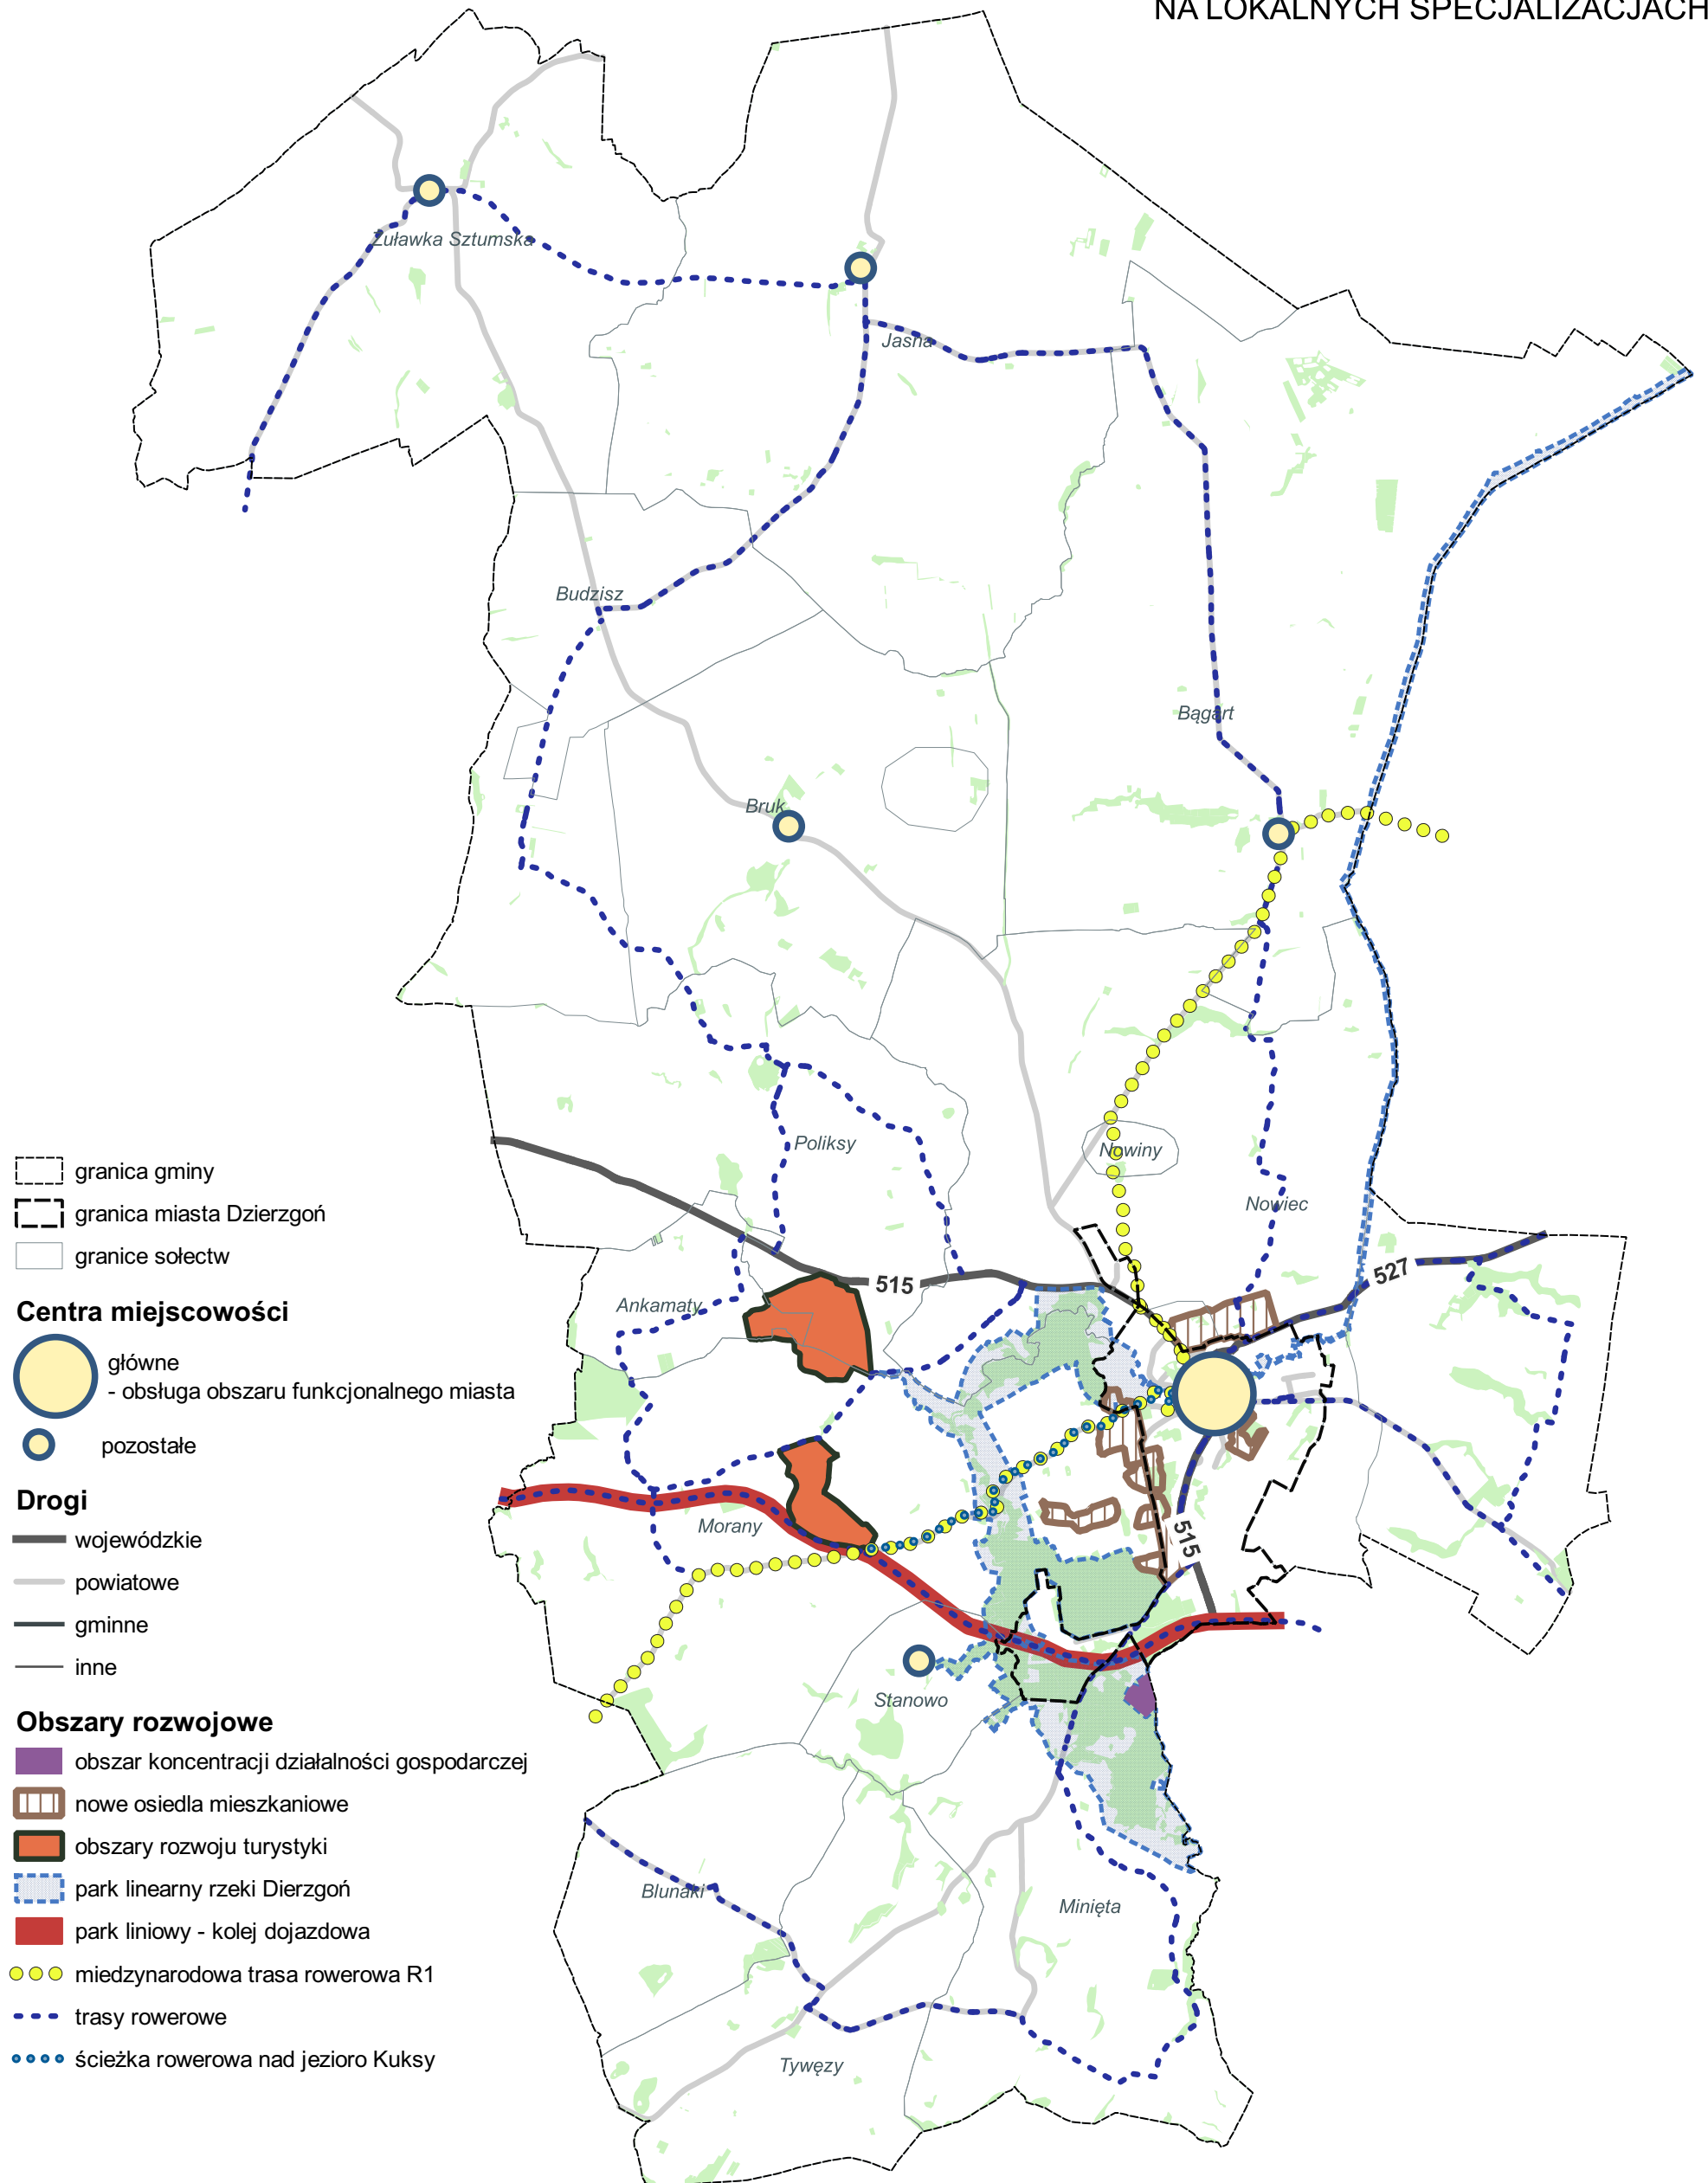 NA LOKALNYCH SPECJALIZACJACH
Żuławka Sztumska
Jasna
Budzisz
Bągart
Bruk
Poliksy
Nowiny
Nowiec
515
527
Ankamaty
Morany
515
Stanowo
Blunaki
Minięta
Tywęzy
granica gminy
granica miasta Dzierzgoń
granice sołectw
Centra miejscowości
główne
- obsługa obszaru funkcjonalnego miasta
pozostałe
Drogi
wojewódzkie
powiatowe
gminne
inne
Obszary rozwojowe
obszar koncentracji działalności gospodarczej
nowe osiedla mieszkaniowe
obszary rozwoju turystyki
park linearny rzeki Dierzgoń
park liniowy - kolej dojazdowa
miedzynarodowa trasa rowerowa R1
trasy rowerowe
ścieżka rowerowa nad jezioro Kuksy